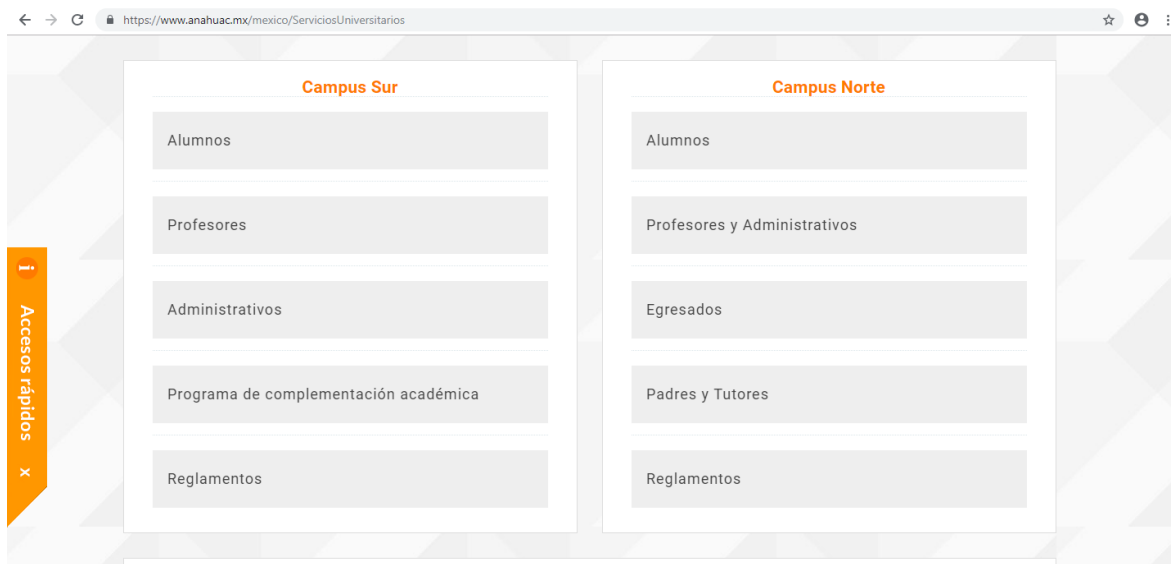 https://www.anahuac.mx/mexico/ServiciosUniversitarios
Campus Sur
Alumnos
Profesores
Administrativos
Programa de complementación académica
Reglamentos
Campus Norte
Alumnos
Profesores y Administrativos
Egresados
Padres y Tutores
Reglamentos
i Accesos rápidos x